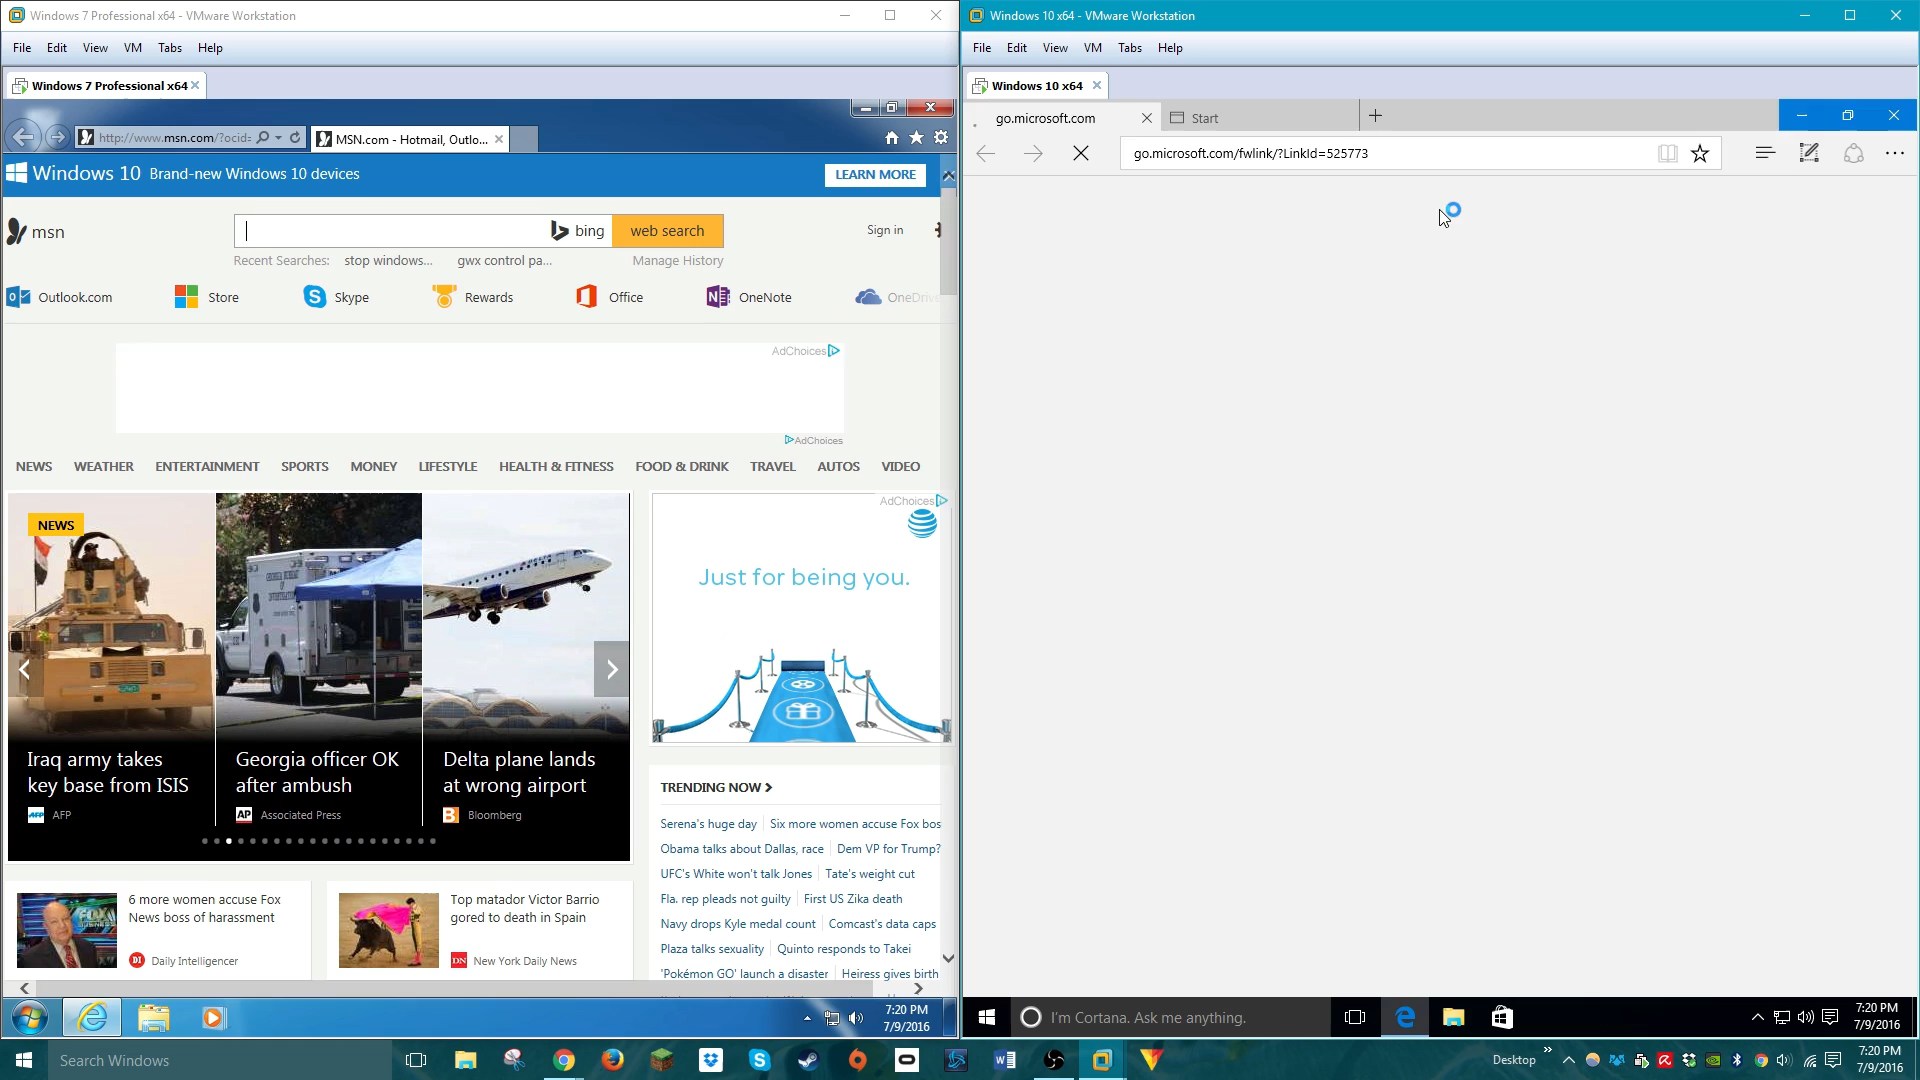 Windows 7 Professional x64 - VMware Workstation
File Edit View VM Tabs Help
Windows 7 Professional x64
http://www.msn.com/?ocid=
MSN.com - Hotmail, Outlo...
Windows 10 Brand-new Windows 10 devices
LEARN MORE
msn
bing
web search
Sign in
Recent Searches: stop windows... gwx control pa... Manage History
Outlook.com Store Skype Rewards Office OneNote OneDrive
AdChoices
AdChoices
NEWS WEATHER ENTERTAINMENT SPORTS MONEY LIFESTYLE HEALTH & FITNESS FOOD & DRINK TRAVEL AUTOS VIDEO
NEWS
Iraq army takes
key base from ISIS
AFP AFP
Georgia officer OK
after ambush
AP Associated Press
Delta plane lands
at wrong airport
B Bloomberg
AdChoices
Just for being you.
TRENDING NOW
Serena's huge day Six more women accuse Fox bos
Obama talks about Dallas, race Dem VP for Trump?
UFC's White won't talk Jones Tate's weight cut
Fla. rep pleads not guilty First US Zika death
Navy drops Kyle medal count Comcast's data caps
Plaza talks sexuality Quinto responds to Takei
'Pokémon GO' launch a disaster Heiress gives birth
6 more women accuse Fox
News boss of harassment
DI Daily Intelligencer
Top matador Victor Barrio
gored to death in Spain
DN New York Daily News
7:20 PM
7/9/2016
Windows 10 x64 - VMware Workstation
File Edit View VM Tabs Help
Windows 10 x64
go.microsoft.com
Start
go.microsoft.com/fwlink/?LinkId=525773
I'm Cortana. Ask me anything.
7:20 PM
7/9/2016
Search Windows
Desktop
7:20 PM
7/9/2016